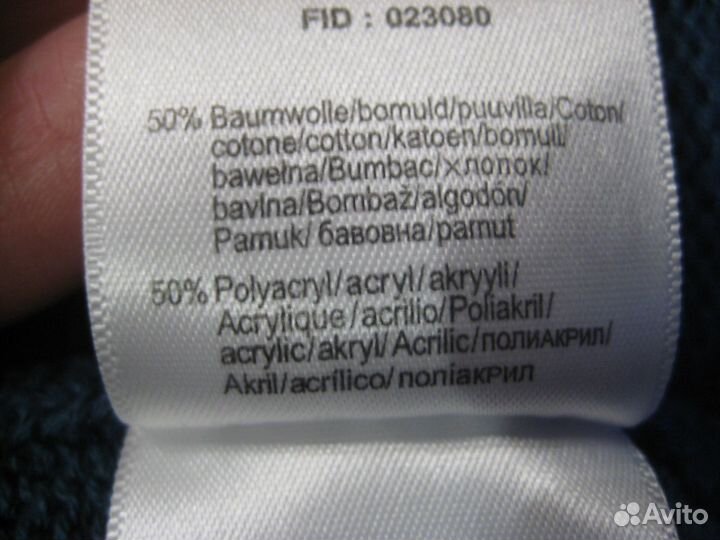 FID : 023080
50% Baumwolle/bomuld/puuvilla/Coton/
cotone/cotton/katoen/bomull/
bawełna/Bumbac/хлопок/
bavlna/Bombaž/algodón/
Pamuk/бавовна/pamut
50% Polyacryl/acryl/akryyli/
Acrylique/acrilio/Poliakril/
acrylic/akryl/Acrilic/полиакрил/
Akril/acrílico/поліакрил
Avito